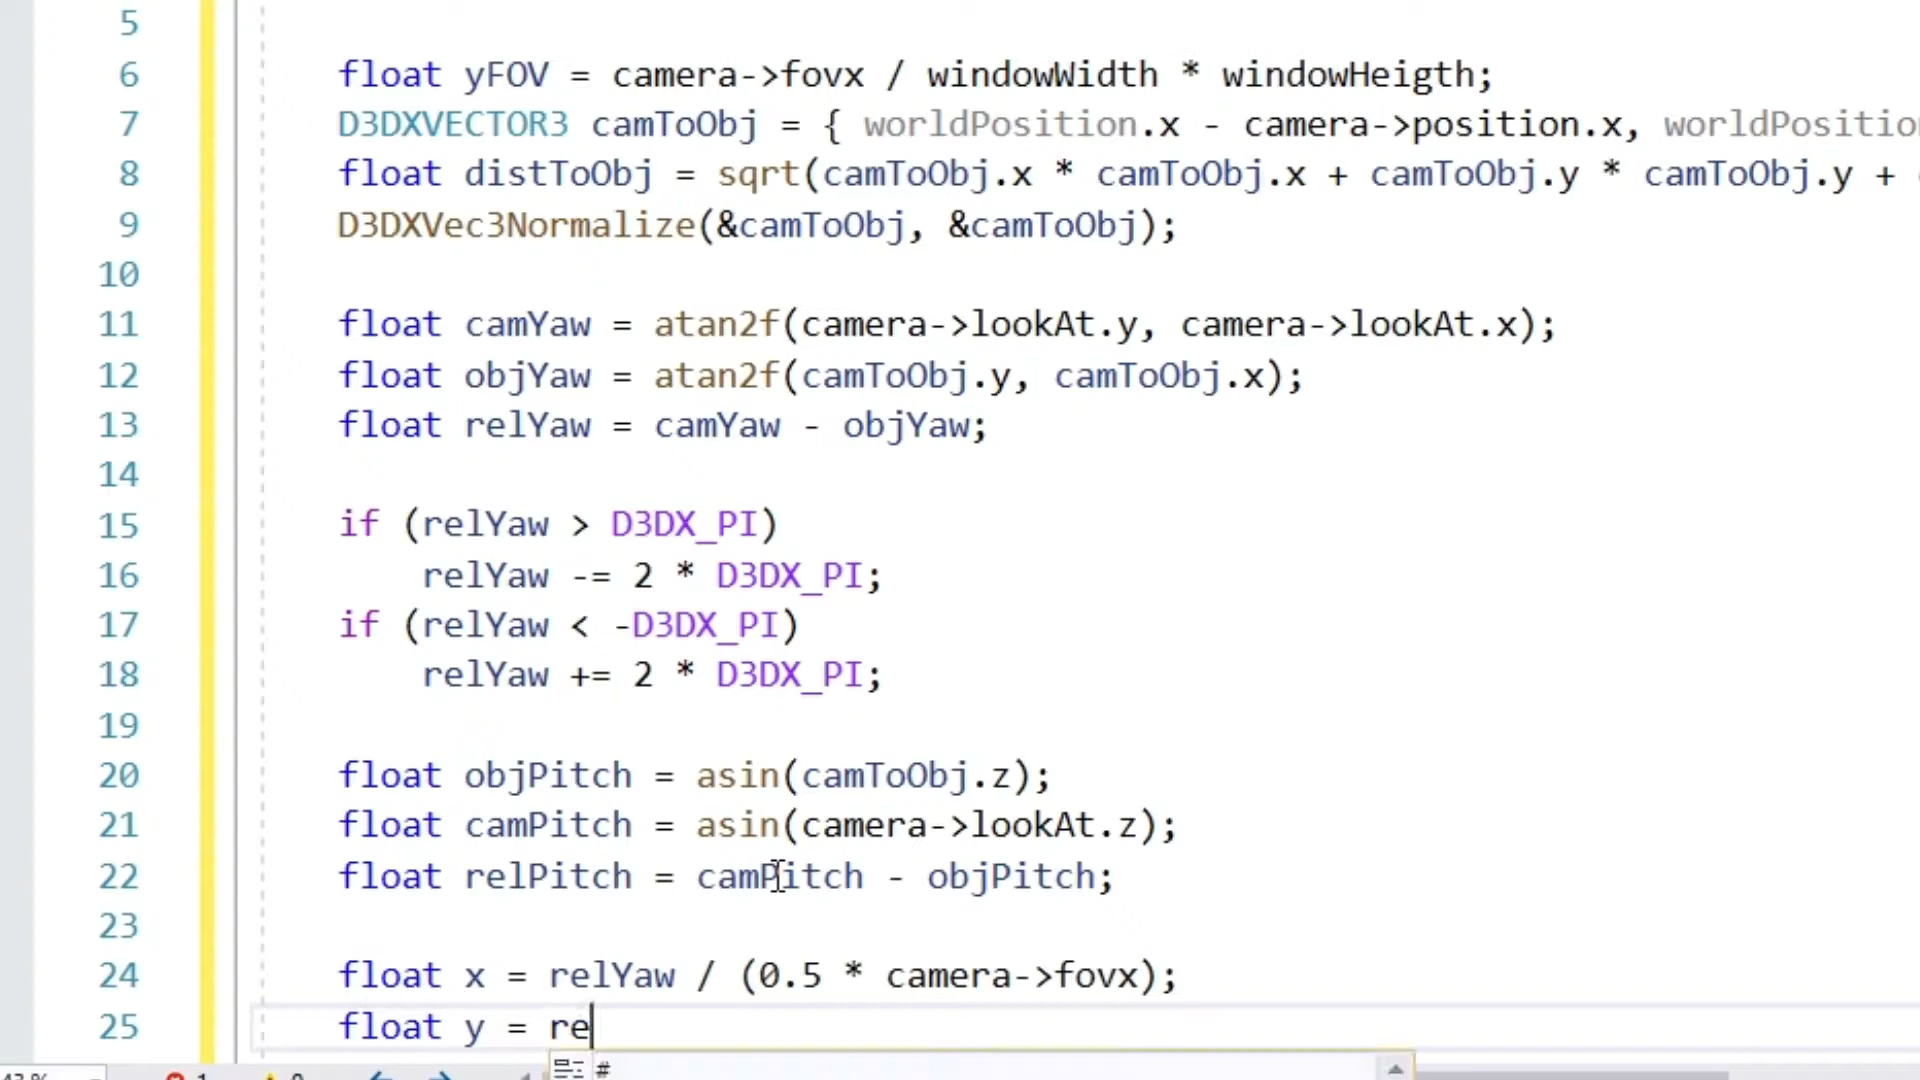 5
6 float yFOV = camera->fovx / windowWidth * windowHeigth;
7 D3DXVECTOR3 camToObj = { worldPosition.x - camera->position.x, worldPositio
8 float distToObj = sqrt(camToObj.x * camToObj.x + camToObj.y * camToObj.y +
9 D3DXVec3Normalize(&camToObj, &camToObj);
10
11 float camYaw = atan2f(camera->lookAt.y, camera->lookAt.x);
12 float objYaw = atan2f(camToObj.y, camToObj.x);
13 float relYaw = camYaw - objYaw;
14
15 if (relYaw > D3DX_PI)
16 relYaw -= 2 * D3DX_PI;
17 if (relYaw < -D3DX_PI)
18 relYaw += 2 * D3DX_PI;
19
20 float objPitch = asin(camToObj.z);
21 float camPitch = asin(camera->lookAt.z);
22 float relPitch = camPitch - objPitch;
23
24 float x = relYaw / (0.5 * camera->fovx);
25 float y = re
#